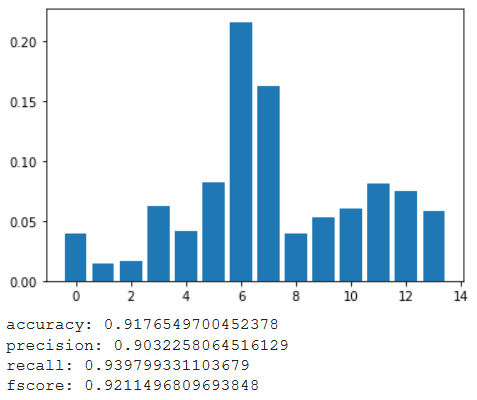 0.20
0.15
0.10
0.05
0.00
0 2 4 6 8 10 12 14
accuracy: 0.9176549700452378
precision: 0.9032258064516129
recall: 0.939799331103679
fscore: 0.9211496809693848